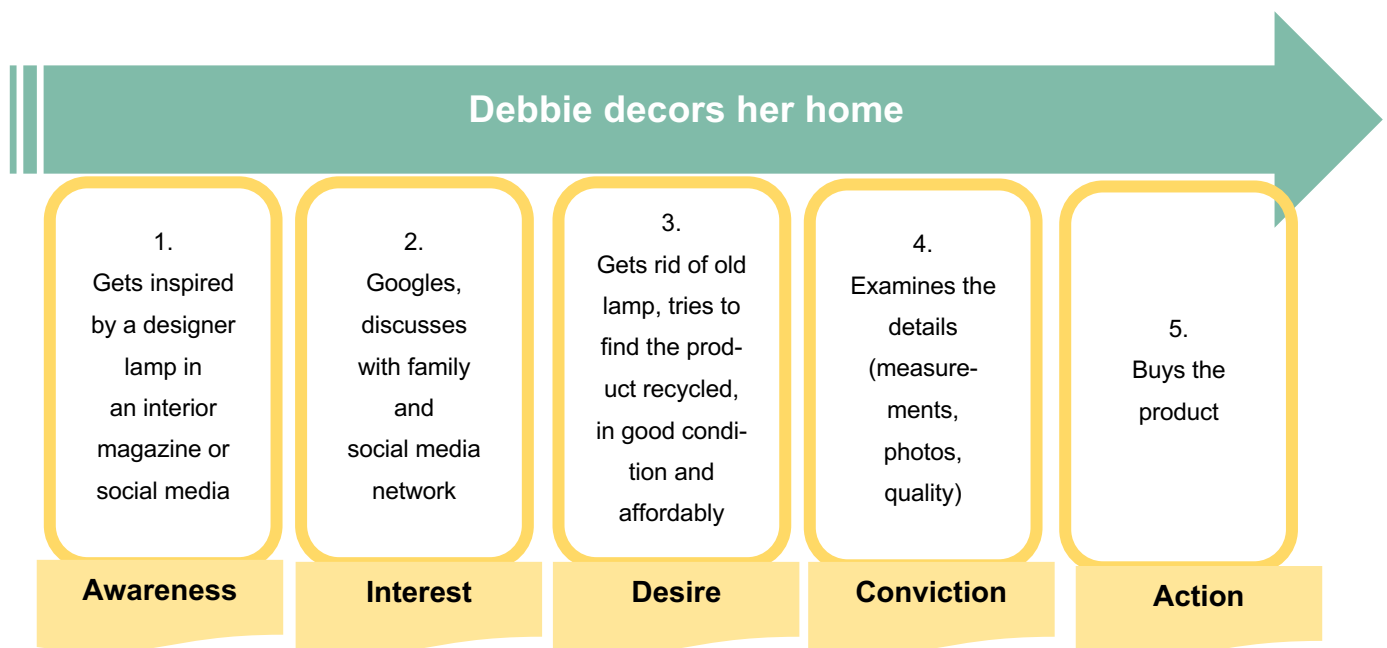 Debbie decors her home
1.
Gets inspired
by a designer
lamp in
an interior
magazine or
social media
2.
Googles,
discusses
with family
and
social media
network
3.
Gets rid of old
lamp, tries to
find the prod-
uct recycled,
in good condi-
tion and
affordably
4.
Examines the
details
(measure-
ments,
photos,
quality)
5.
Buys the
product
Awareness
Interest
Desire
Conviction
Action